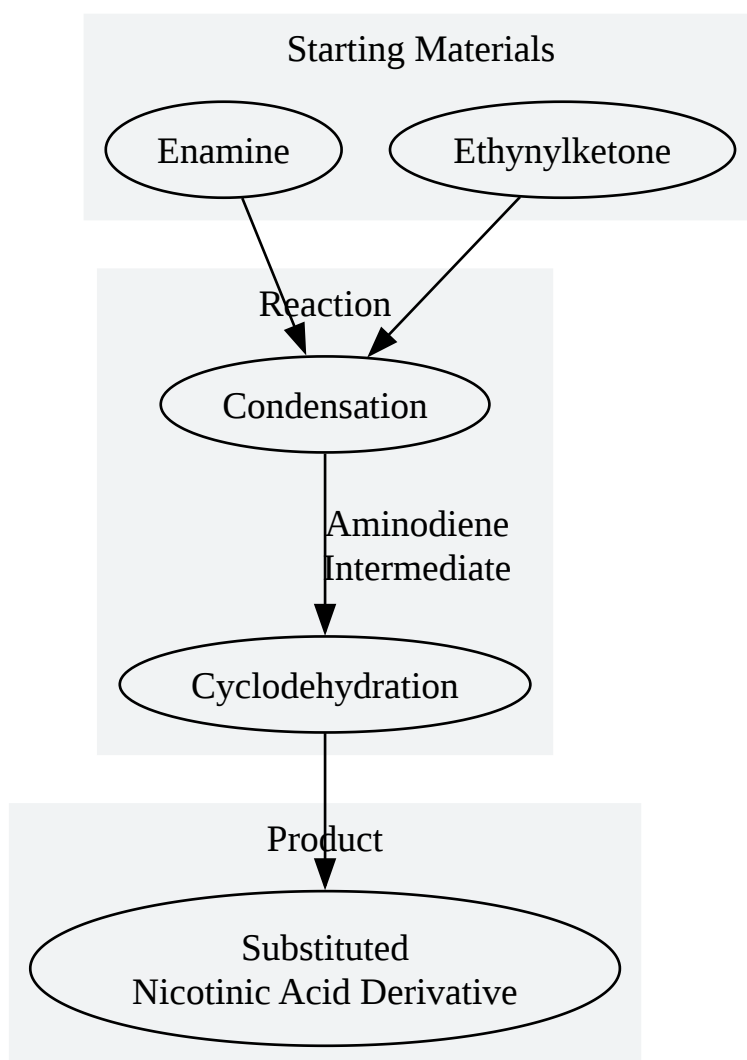 Starting Materials
Enamine
Ethynylketone
Reaction
Condensation
Aminodiene
Intermediate
Cyclodehydration
Product
Substituted
Nicotinic Acid Derivative